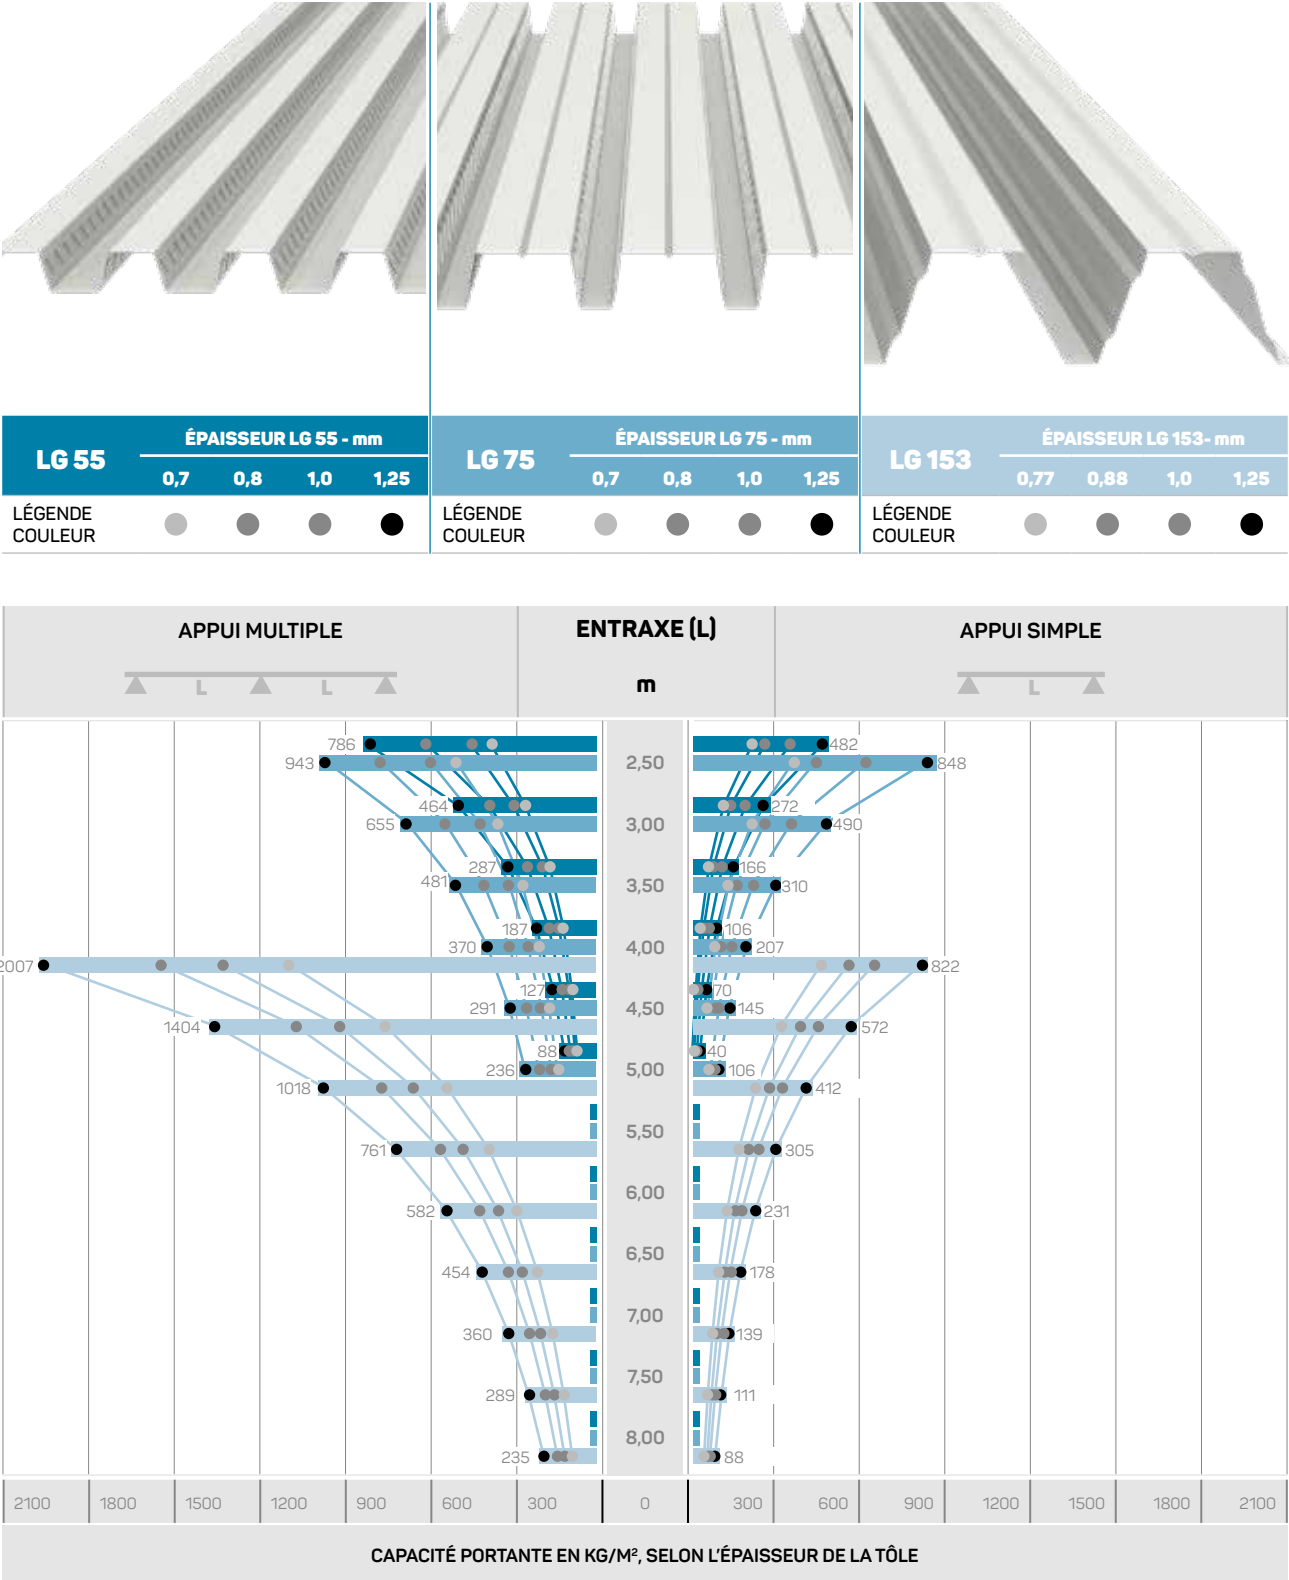 LG 55
ÉPAISSEUR LG 55 - mm
0,7 0,8 1,0 1,25
LÉGENDE
COULEUR
LG 75
ÉPAISSEUR LG 75 - mm
0,7 0,8 1,0 1,25
LÉGENDE
COULEUR
LG 153
ÉPAISSEUR LG 153- mm
0,77 0,88 1,0 1,25
LÉGENDE
COULEUR
APPUI MULTIPLE ENTRAXE (L) APPUI SIMPLE
L L m L
786 482
943 2,50 848
464 272
655 3,00 490
287 166
481 3,50 310
187 106
370 4,00 207
2007 822
127 70
291 4,50 145
1404 572
88 40
236 5,00 106
1018 412
5,50
761 305
6,00
582 231
6,50
454 178
7,00
360 139
7,50
289 111
8,00
235 88
2100 1800 1500 1200 900 600 300 0 300 600 900 1200 1500 1800 2100
CAPACITÉ PORTANTE EN KG/M², SELON L'ÉPAISSEUR DE LA TÔLE